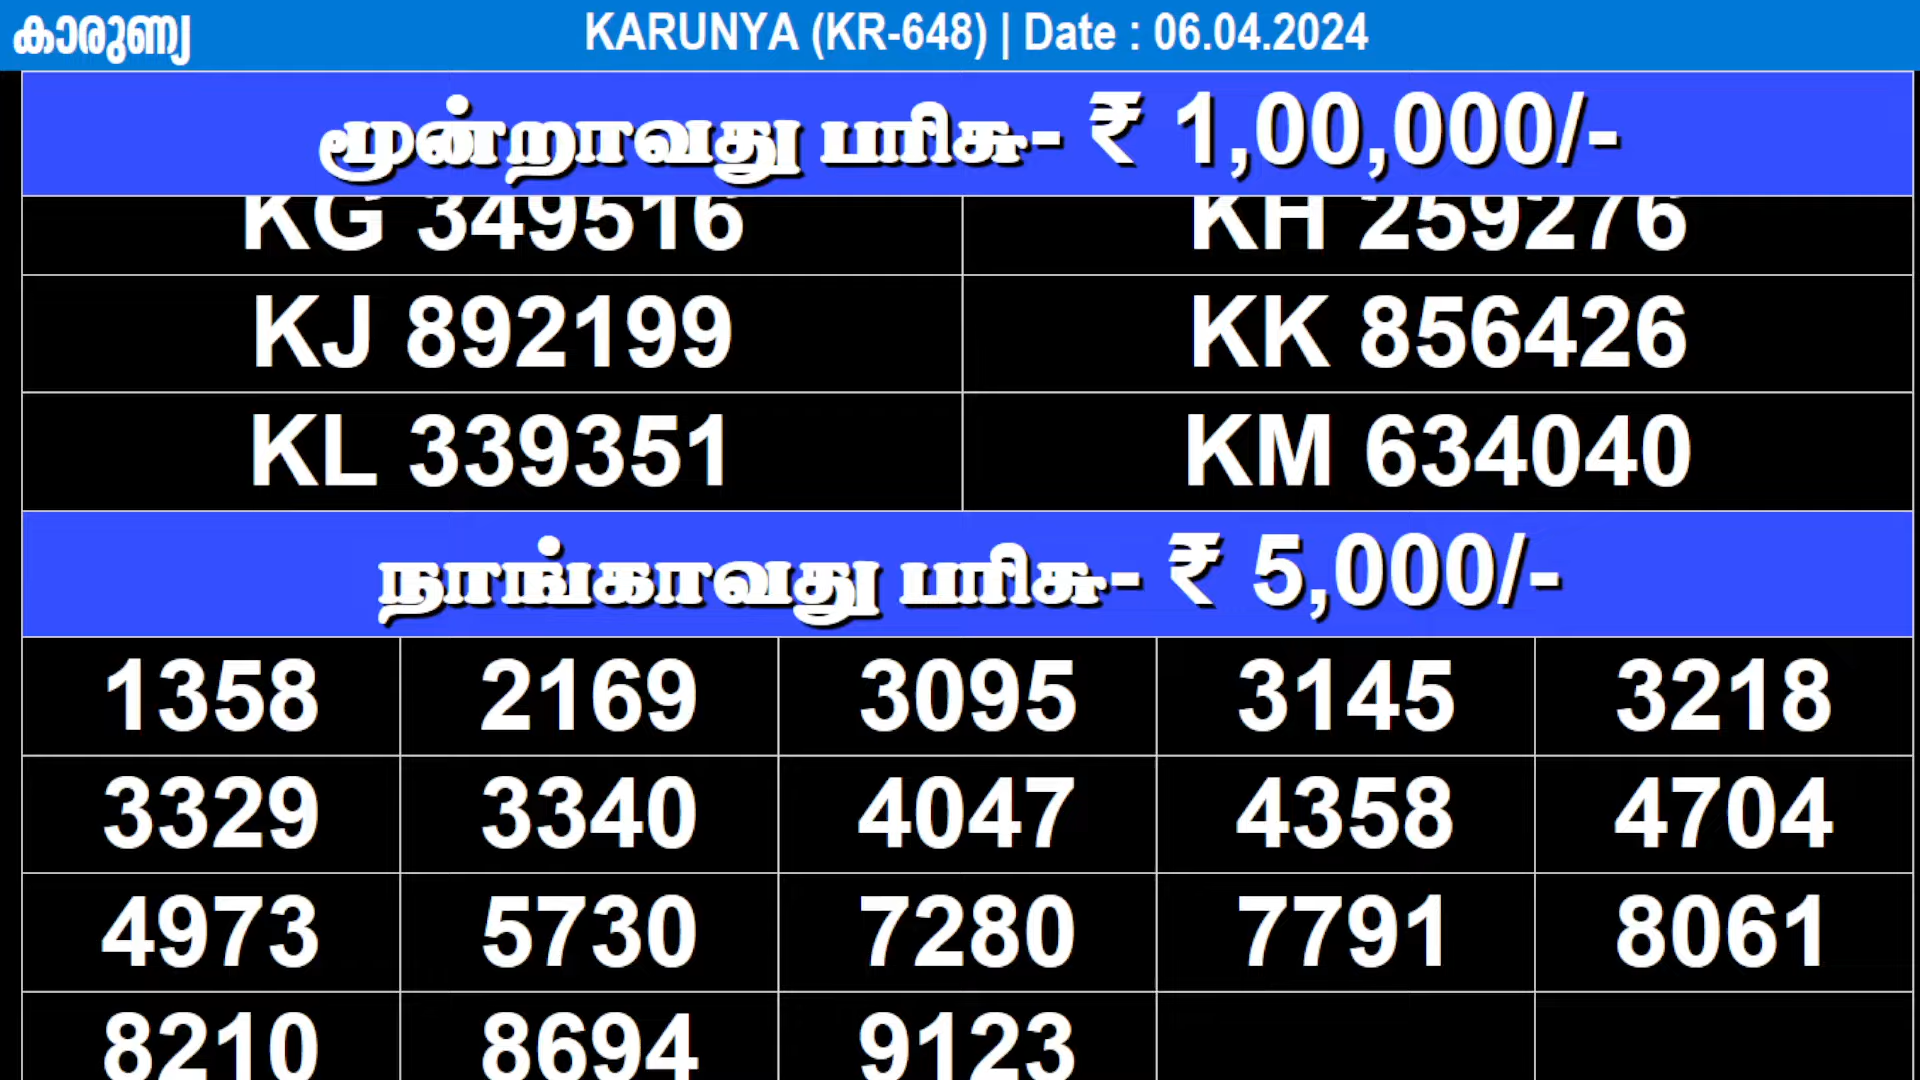 കാരുണ്യ KARUNYA (KR-648) | Date : 06.04.2024
மூன்றாவது பரிசு- ₹ 1,00,000/-
KG 349516 KH 259276
KJ 892199 KK 856426
KL 339351 KM 634040
நாங்காவது பரிசு- ₹ 5,000/-
1358 2169 3095 3145 3218
3329 3340 4047 4358 4704
4973 5730 7280 7791 8061
8210 8694 9123